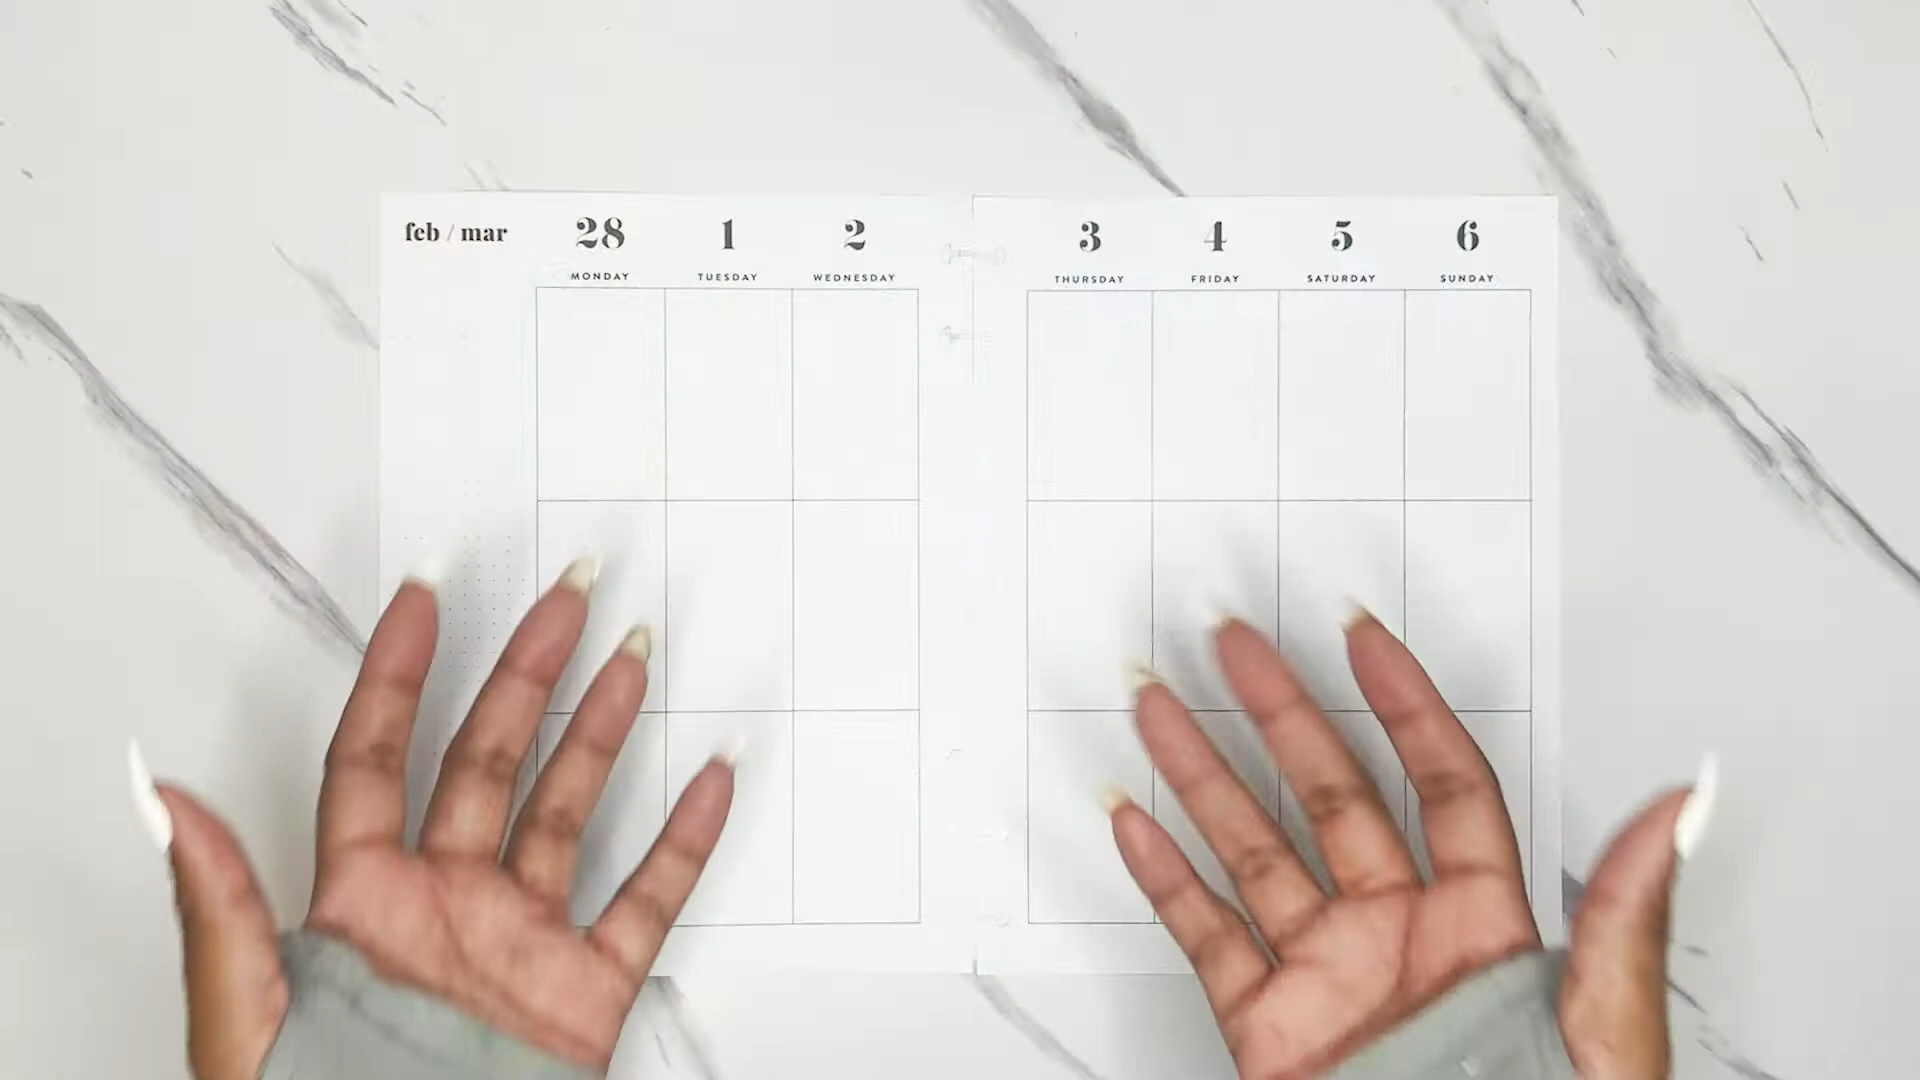 feb / mar
28 1 2
MONDAY TUESDAY WEDNESDAY
3 4 5 6
THURSDAY FRIDAY SATURDAY SUNDAY